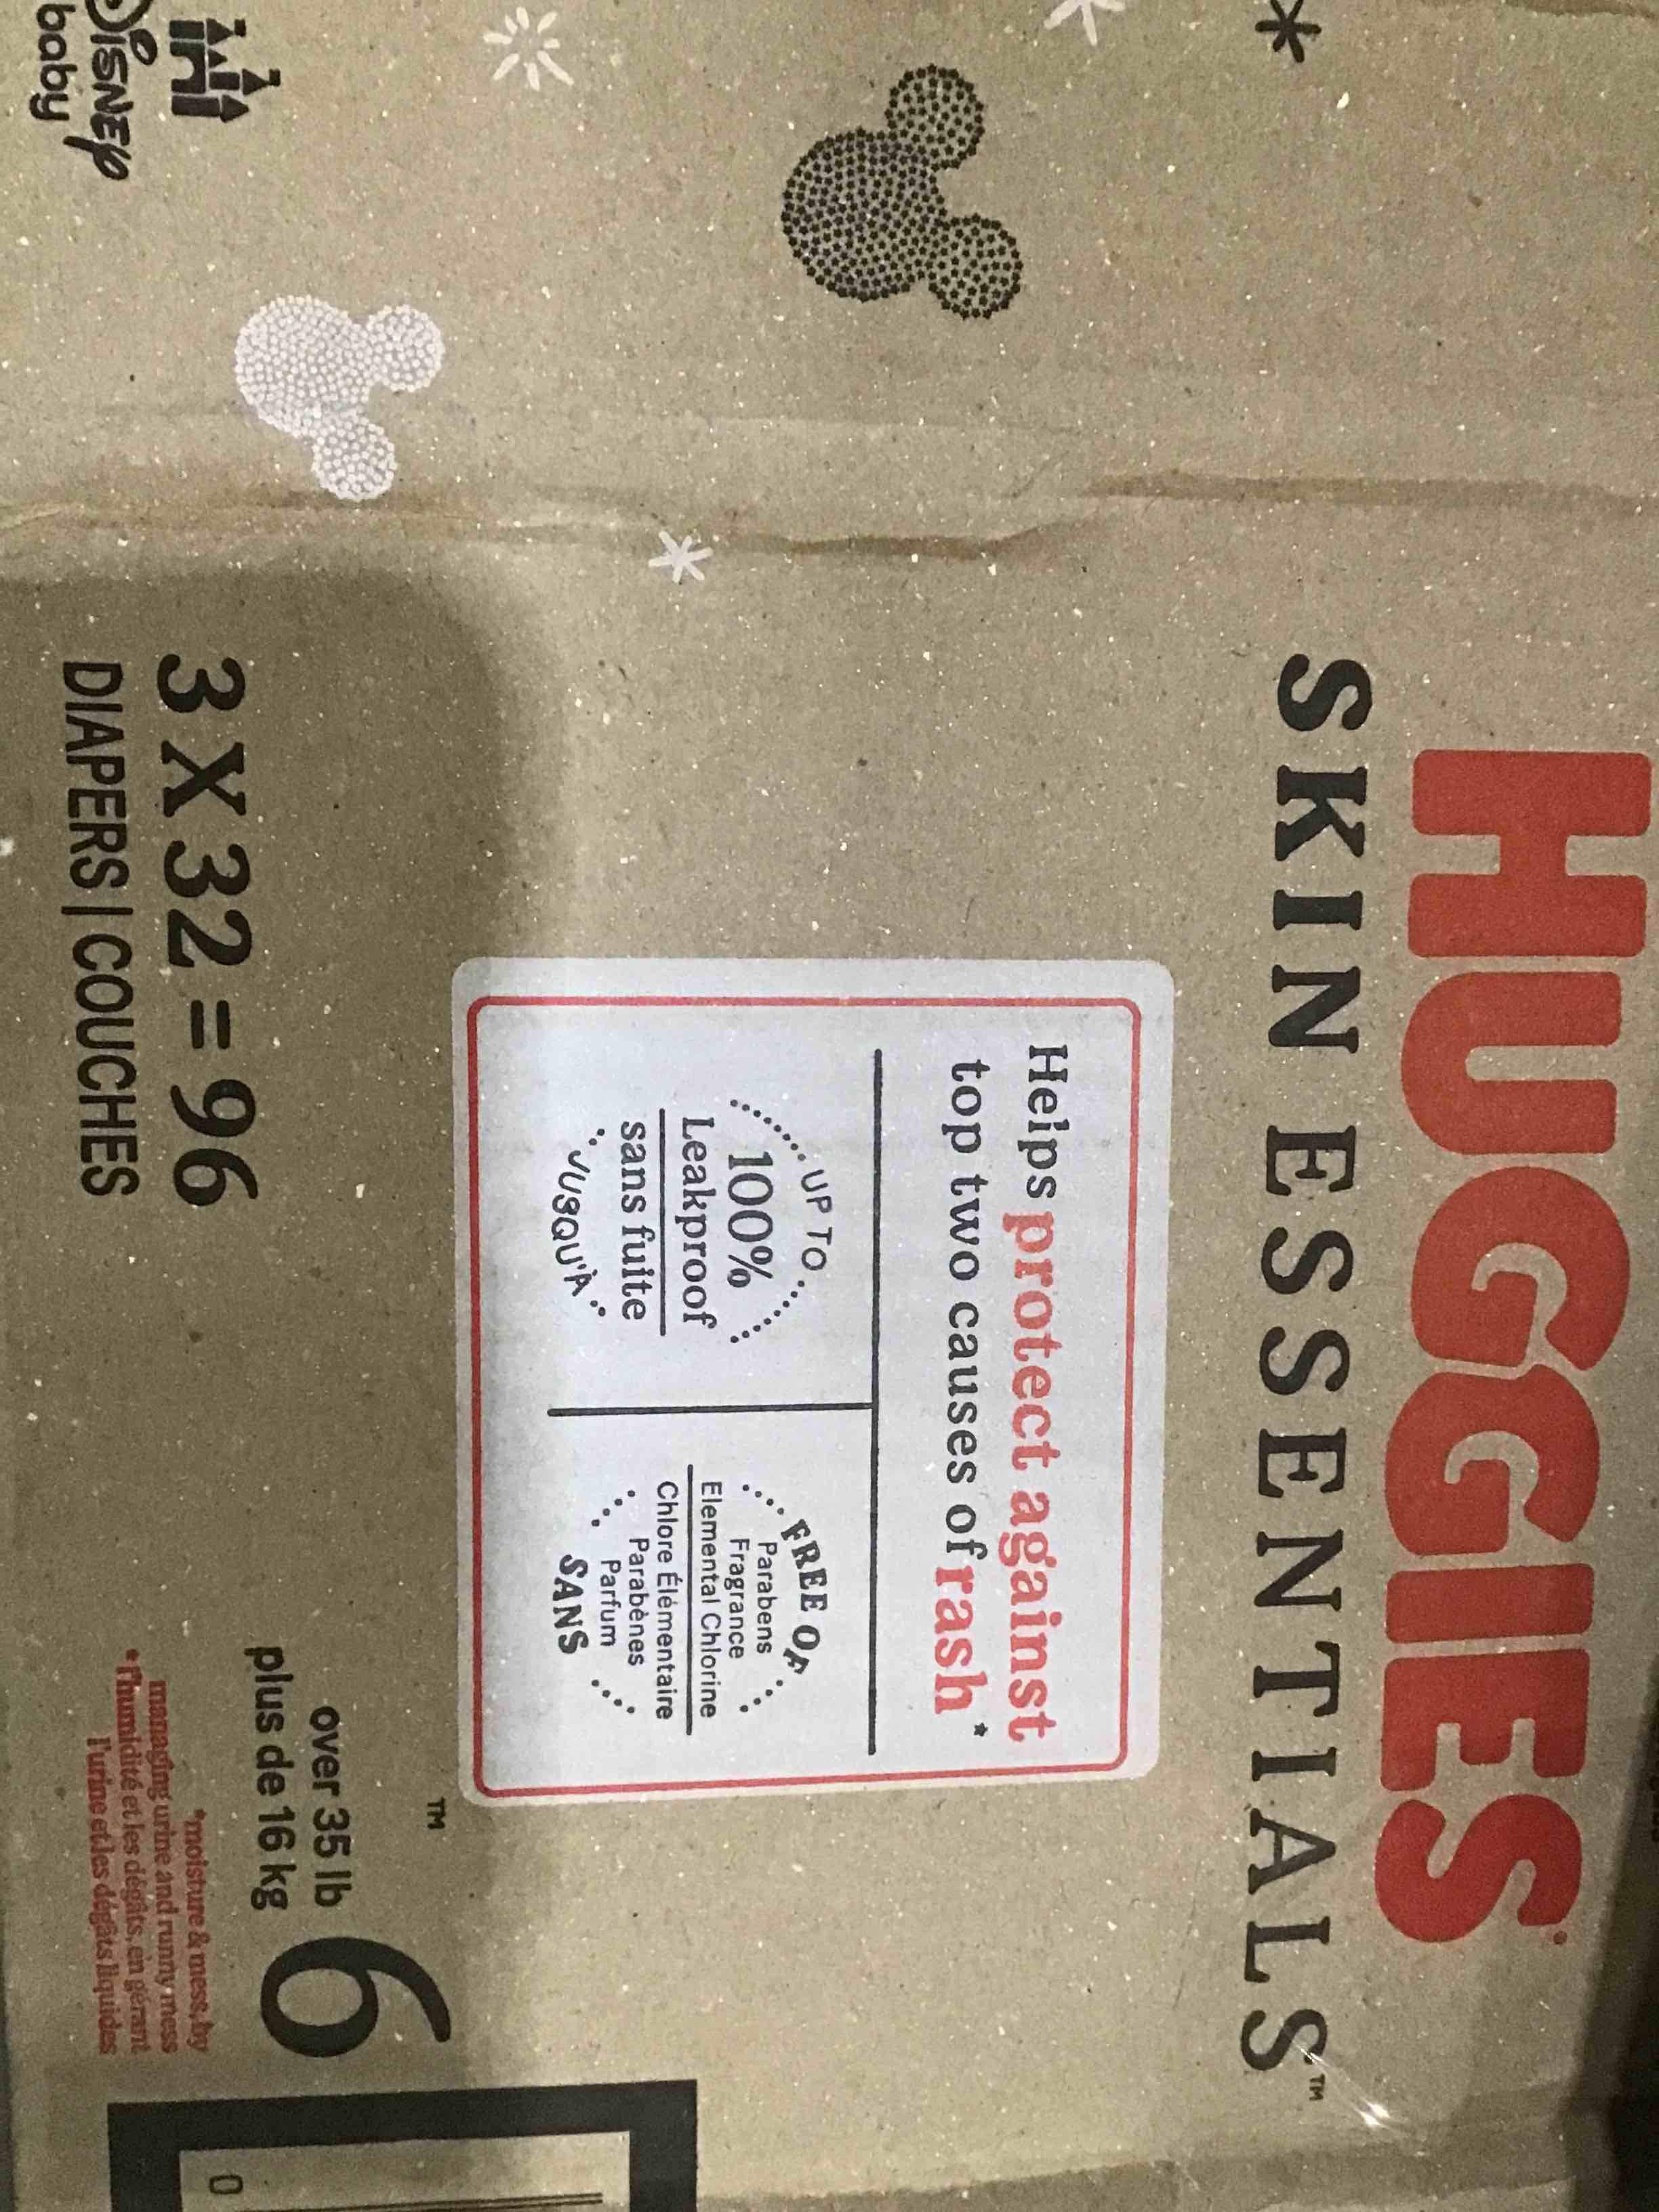 HUGGIES®
SKIN ESSENTIALS™
Helps protect against
top two causes of rash*
UP TO
100%
Leakproof
sans fuite
JUSQU'À
FREE OF
Parabens
Fragrance
Elemental Chlorine
Chlore Élémentaire
Parabènes
Parfum
SANS
Disney
baby
3 X 32 = 96
DIAPERS | COUCHES
TM
6
over 35 lb
plus de 16 kg
*moisture & mess, by
managing urine and runny mess
*l'humidité et les dégâts, en gérant
l'urine et les dégâts liquides
0